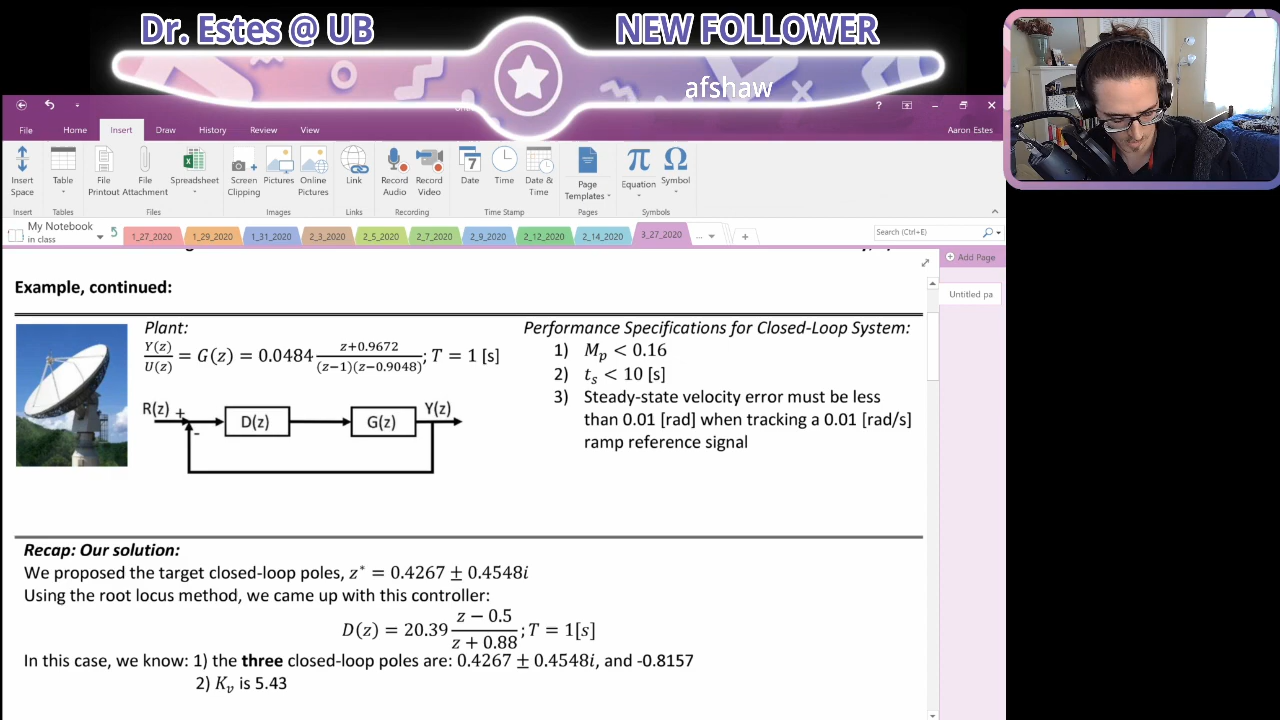 Dr. Estes @ UB
NEW FOLLOWER
afshaw
?
File Home Insert Draw History Review View
Aaron Estes
Insert Space
Table
File Printout
File Attachment
Spreadsheet
Screen Clipping
Pictures
Online Pictures
Link
Record Audio
Record Video
Date
Time
Date & Time
Page Templates
π Equation
Ω Symbol
Insert Tables Files Images Links Recording Time Stamp Pages Symbols
My Notebook
in class
1_27_2020 1_29_2020 1_31_2020 2_3_2020 2_5_2020 2_7_2020 2_9_2020 2_12_2020 2_14_2020 3_27_2020 ... +
Search (Ctrl+E)
Add Page
Untitled pa
Example, continued:
Plant:
Y(z)/U(z) = G(z) = 0.0484 (z+0.9672)/((z−1)(z−0.9048)); T = 1 [s]
R(z) + - D(z) G(z) Y(z)
Performance Specifications for Closed-Loop System:
1) Mp < 0.16
2) ts < 10 [s]
3) Steady-state velocity error must be less
than 0.01 [rad] when tracking a 0.01 [rad/s]
ramp reference signal
Recap: Our solution:
We proposed the target closed-loop poles, z* = 0.4267 ± 0.4548i
Using the root locus method, we came up with this controller:
D(z) = 20.39 (z − 0.5)/(z + 0.88); T = 1[s]
In this case, we know: 1) the three closed-loop poles are: 0.4267 ± 0.4548i, and -0.8157
2) Kv is 5.43